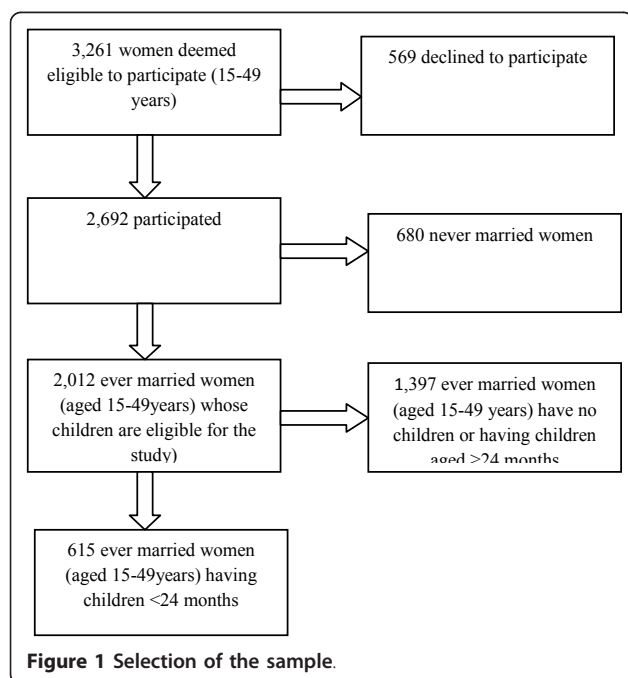 3,261 women deemed
eligible to participate (15-49
years)
569 declined to participate
2,692 participated
680 never married women
2,012 ever married women
(aged 15-49years) whose
children are eligible for the
study)
1,397 ever married women
(aged 15-49 years) have no
children or having children
aged >24 months
615 ever married women
(aged 15-49years) having
children <24 months
Figure 1 Selection of the sample.